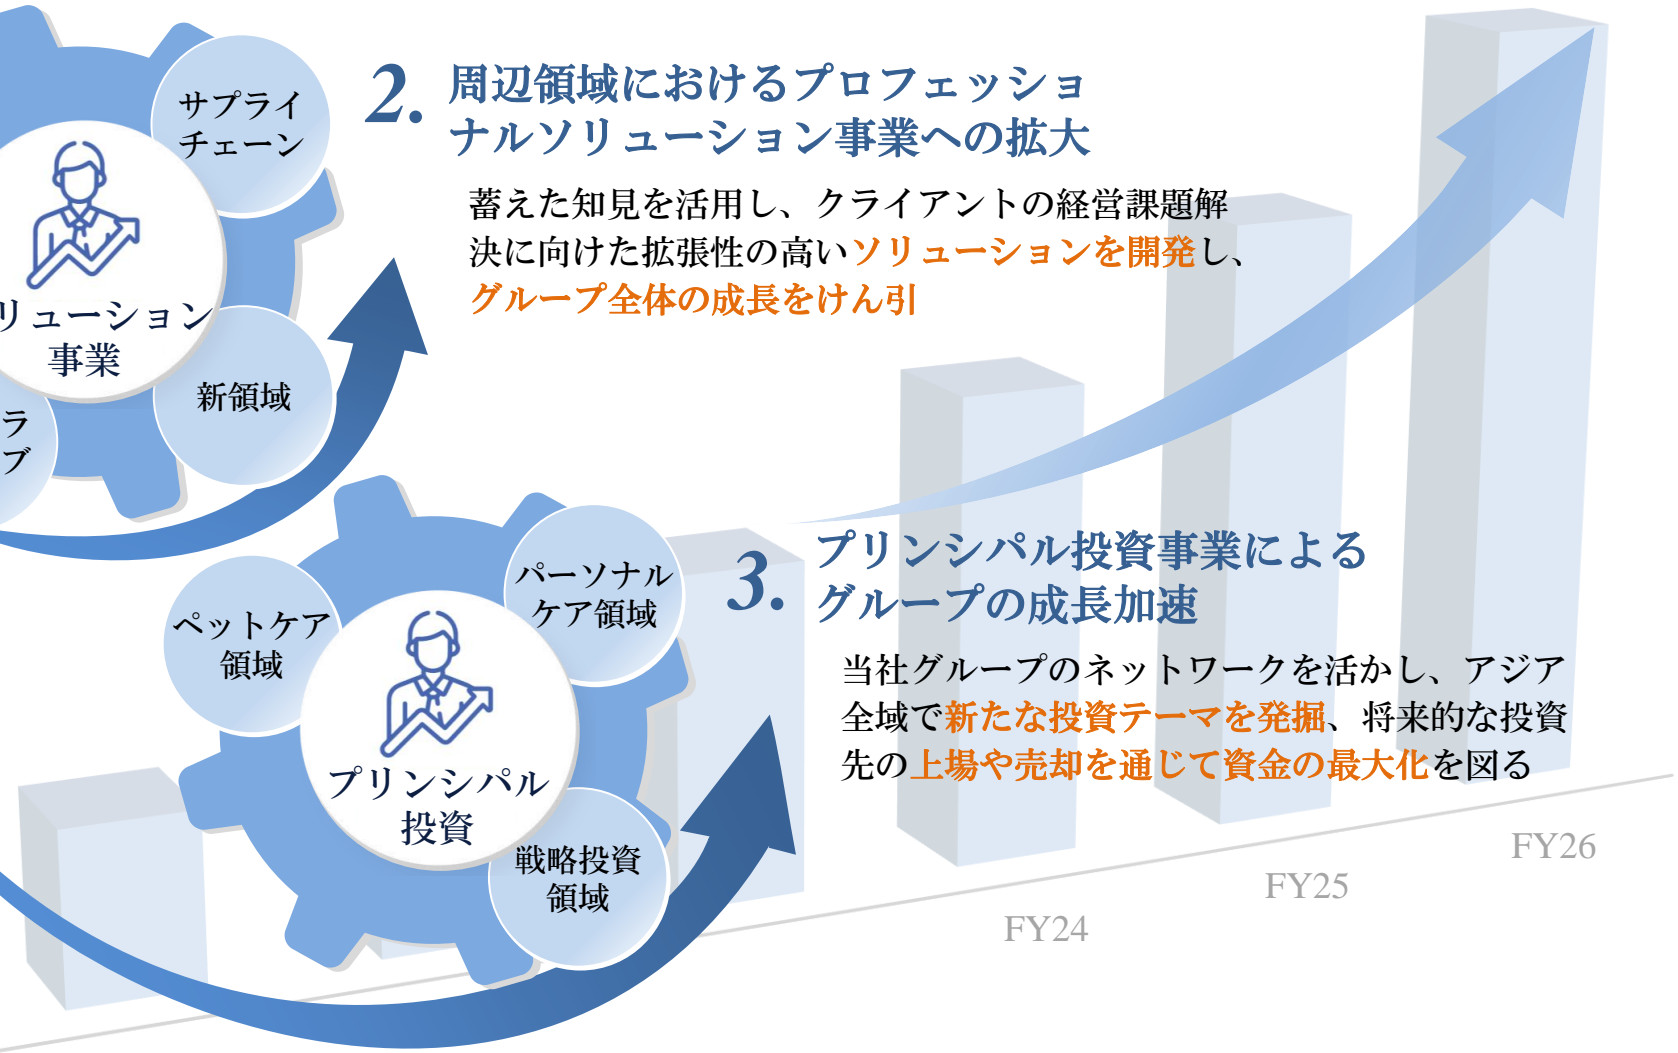 サプライ
チェーン
リューション
事業
新領域
ラ
ブ
2.
周辺領域におけるプロフェッショ
ナルソリューション事業への拡大
蓄えた知見を活用し、クライアントの経営課題解
決に向けた拡張性の高いソリューションを開発し、
グループ全体の成長をけん引
ペットケア
領域
パーソナル
ケア領域
プリンシパル
投資
戦略投資
領域
3.
プリンシパル投資事業による
グループの成長加速
当社グループのネットワークを活かし、アジア
全域で新たな投資テーマを発掘、将来的な投資
先の上場や売却を通じて資金の最大化を図る
FY24
FY25
FY26